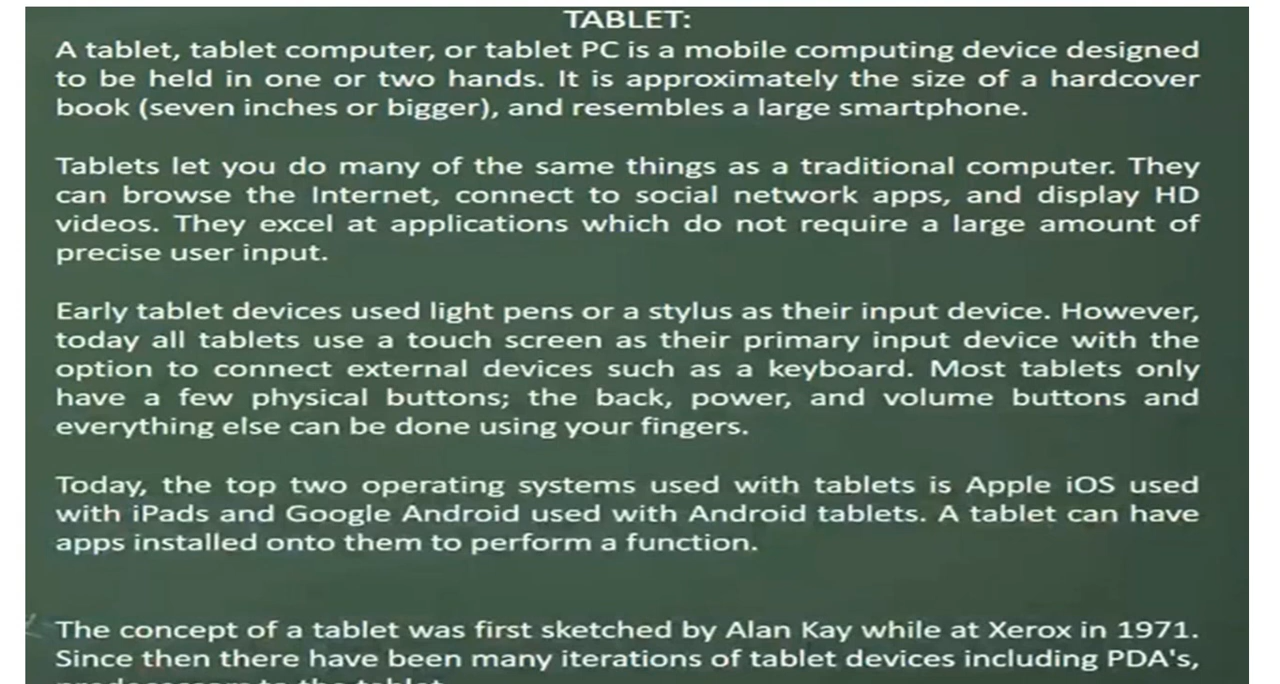 TABLET:
A tablet, tablet computer, or tablet PC is a mobile computing device designed
to be held in one or two hands. It is approximately the size of a hardcover
book (seven inches or bigger), and resembles a large smartphone.
Tablets let you do many of the same things as a traditional computer. They
can browse the Internet, connect to social network apps, and display HD
videos. They excel at applications which do not require a large amount of
precise user input.
Early tablet devices used light pens or a stylus as their input device. However,
today all tablets use a touch screen as their primary input device with the
option to connect external devices such as a keyboard. Most tablets only
have a few physical buttons; the back, power, and volume buttons and
everything else can be done using your fingers.
Today, the top two operating systems used with tablets is Apple iOS used
with iPads and Google Android used with Android tablets. A tablet can have
apps installed onto them to perform a function.
The concept of a tablet was first sketched by Alan Kay while at Xerox in 1971.
Since then there have been many iterations of tablet devices including PDA's,